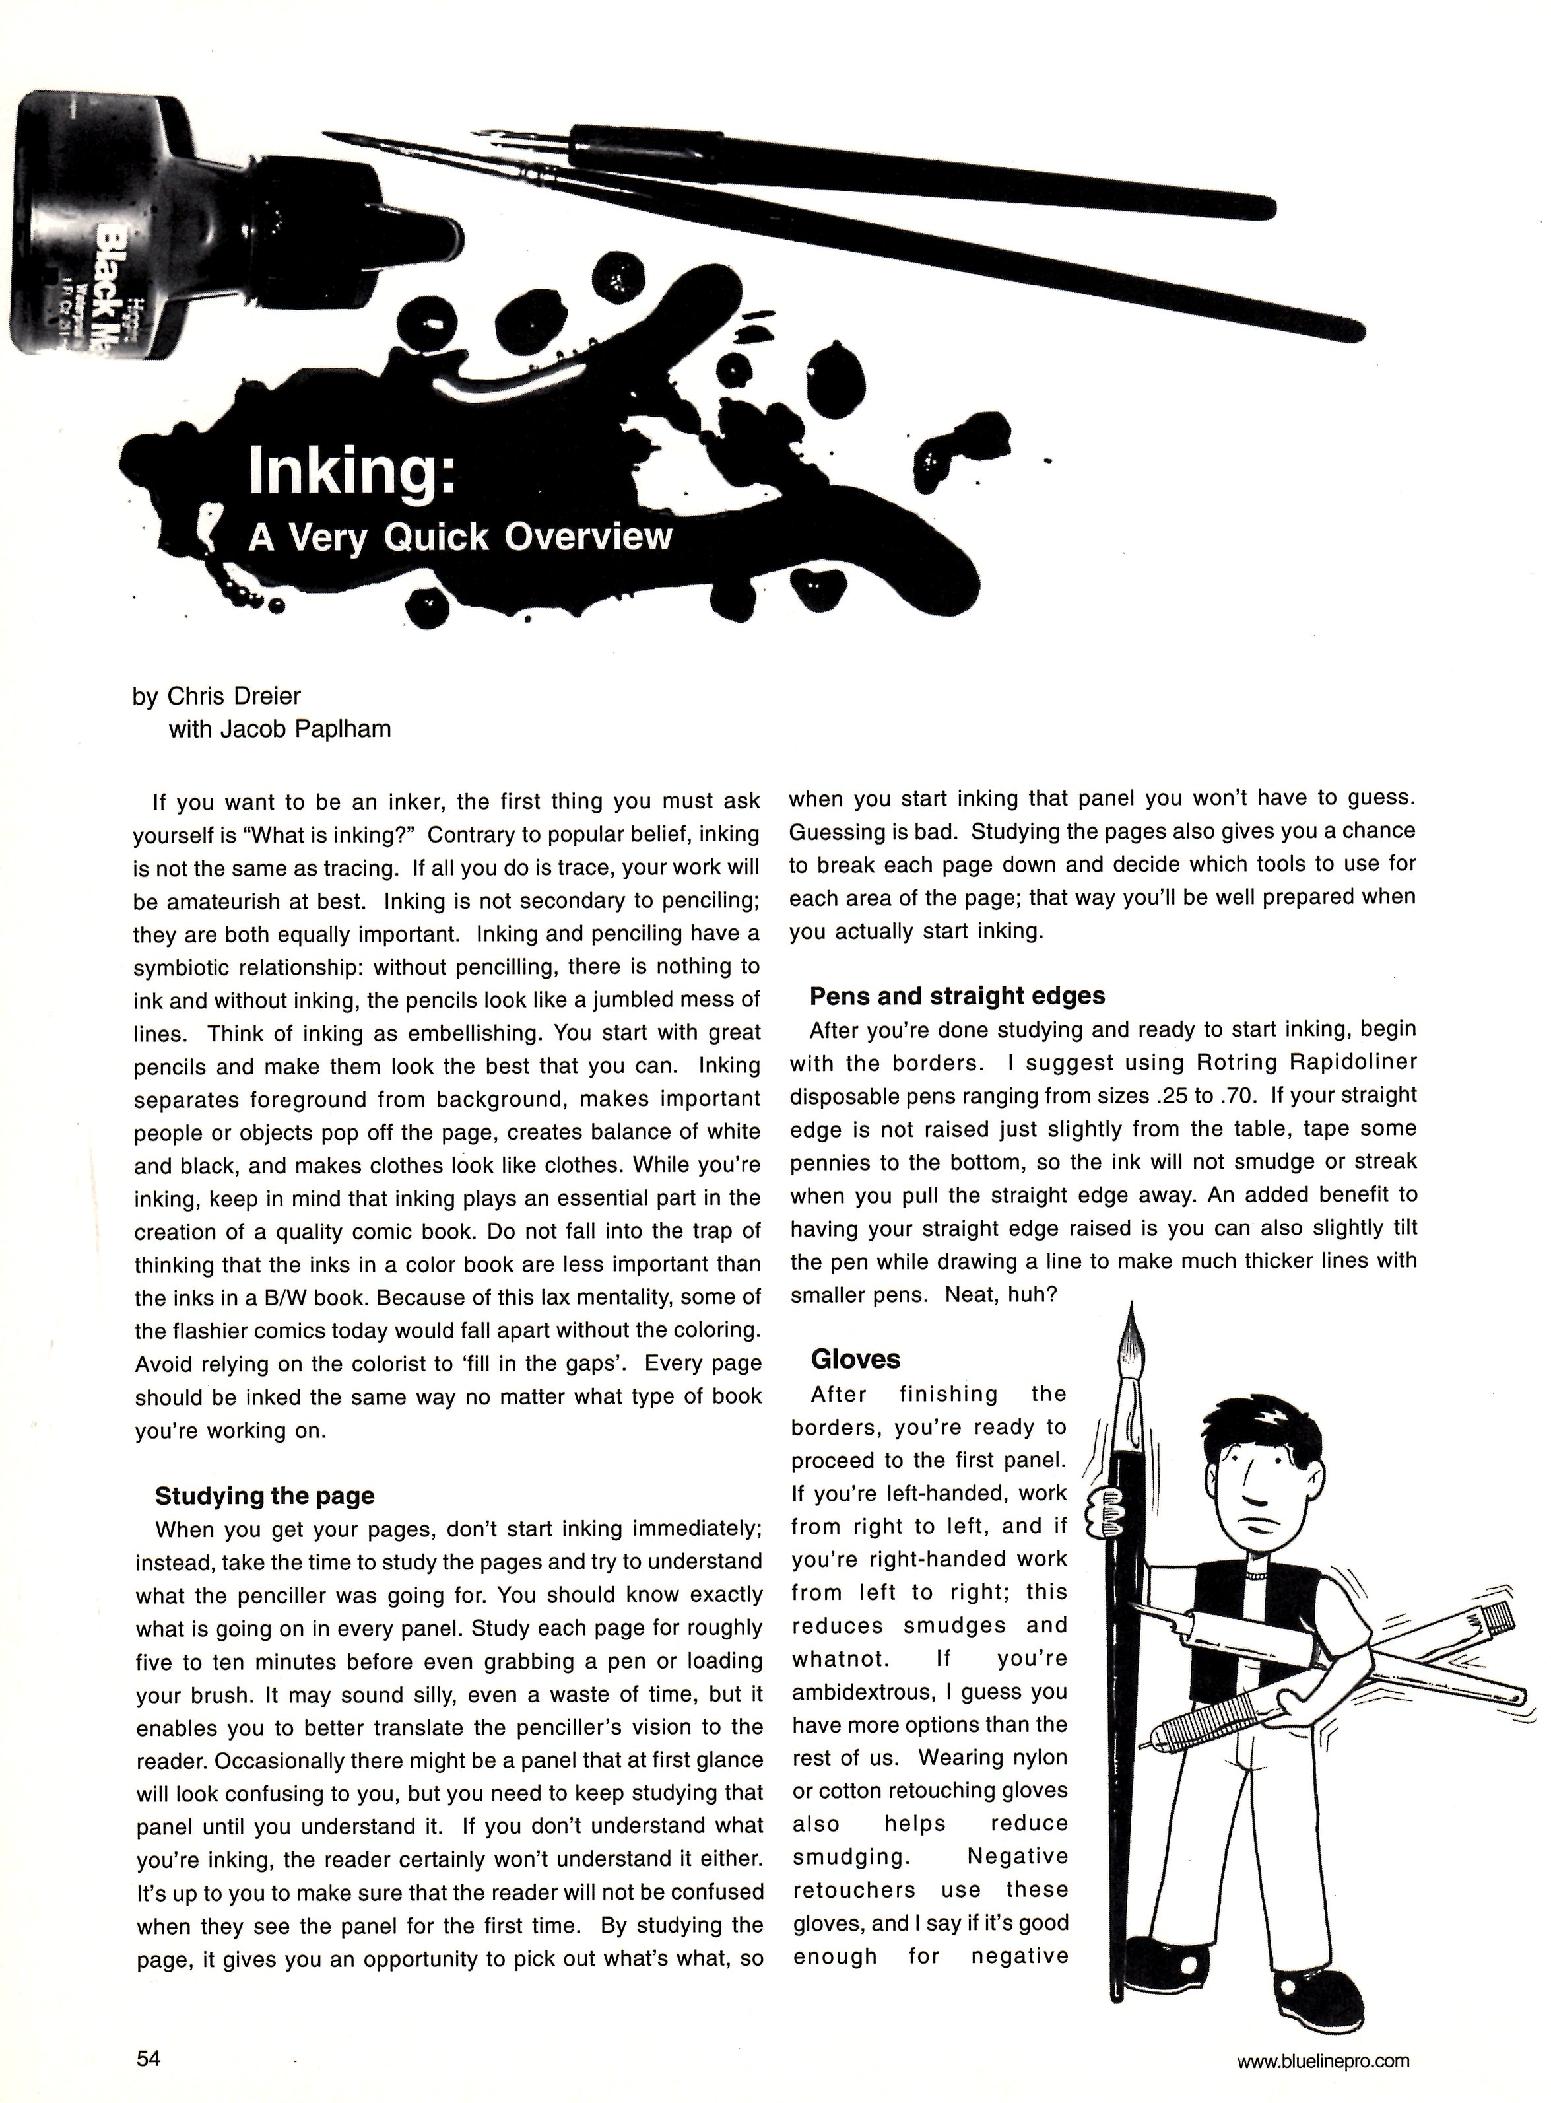 Black
Inking:
A Very Quick Overview
by Chris Dreier
with Jacob Paplham
If you want to be an inker, the first thing you must ask
yourself is “What is inking?” Contrary to popular belief, inking
is not the same as tracing. If all you do is trace, your work will
be amateurish at best. Inking is not secondary to penciling;
they are both equally important. Inking and penciling have a
symbiotic relationship: without pencilling, there is nothing to
ink and without inking, the pencils look like a jumbled mess of
lines. Think of inking as embellishing. You start with great
pencils and make them look the best that you can. Inking
separates foreground from background, makes important
people or objects pop off the page, creates balance of white
and black, and makes clothes look like clothes. While you're
inking, keep in mind that inking plays an essential part in the
creation of a quality comic book. Do not fall into the trap of
thinking that the inks in a color book are less important than
the inks in a B/W book. Because of this lax mentality, some of
the flashier comics today would fall apart without the coloring.
Avoid relying on the colorist to ‘fill in the gaps’. Every page
should be inked the same way no matter what type of book
you're working on.
Studying the page
When you get your pages, don't start inking immediately;
instead, take the time to study the pages and try to understand
what the penciller was going for. You should know exactly
what is going on in every panel. Study each page for roughly
five to ten minutes before even grabbing a pen or loading
your brush. It may sound silly, even a waste of time, but it
enables you to better translate the penciller's vision to the
reader. Occasionally there might be a panel that at first glance
will look confusing to you, but you need to keep studying that
panel until you understand it. If you don't understand what
you're inking, the reader certainly won't understand it either.
It's up to you to make sure that the reader will not be confused
when they see the panel for the first time. By studying the
page, it gives you an opportunity to pick out what's what, so
when you start inking that panel you won't have to guess.
Guessing is bad. Studying the pages also gives you a chance
to break each page down and decide which tools to use for
each area of the page; that way you'll be well prepared when
you actually start inking.
Pens and straight edges
After you're done studying and ready to start inking, begin
with the borders. I suggest using Rotring Rapidoliner
disposable pens ranging from sizes .25 to .70. If your straight
edge is not raised just slightly from the table, tape some
pennies to the bottom, so the ink will not smudge or streak
when you pull the straight edge away. An added benefit to
having your straight edge raised is you can also slightly tilt
the pen while drawing a line to make much thicker lines with
smaller pens. Neat, huh?
Gloves
After finishing the
borders, you're ready to
proceed to the first panel.
If you're left-handed, work
from right to left, and if
you're right-handed work
from left to right; this
reduces smudges and
whatnot. If you're
ambidextrous, I guess you
have more options than the
rest of us. Wearing nylon
or cotton retouching gloves
also helps reduce
smudging. Negative
retouchers use these
gloves, and I say if it's good
enough for negative
54
www.bluelinepro.com